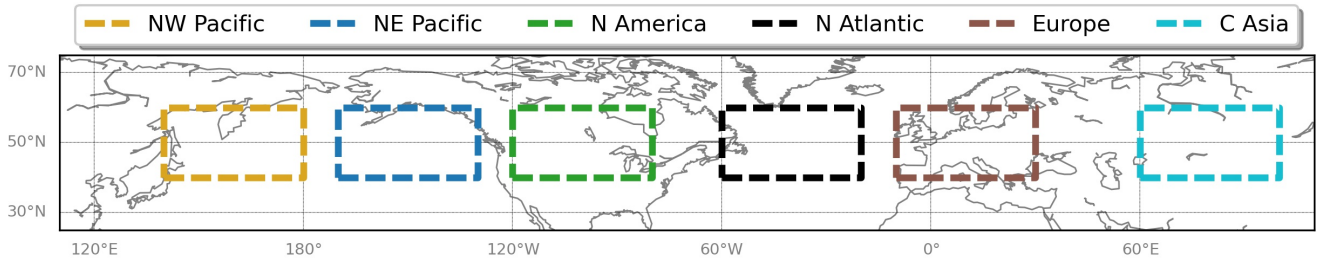 NW Pacific NE Pacific N America N Atlantic Europe C Asia
70°N
50°N
30°N
120°E 180° 120°W 60°W 0° 60°E